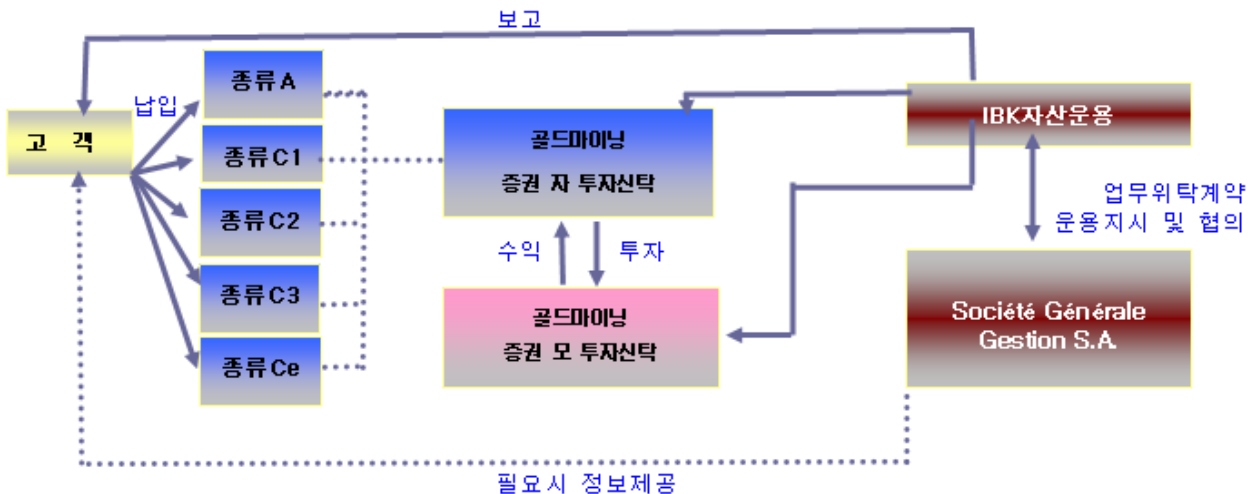 보고
종류A
납입
고 객
종류C1
종류C2
종류C3
종류Ce
골드마이닝
증권 자 투자신탁
수익
투자
골드마이닝
증권 모 투자신탁
IBK자산운용
업무위탁계약
운용지시 및 협의
Société Générale
Gestion S.A.
필요시 정보제공